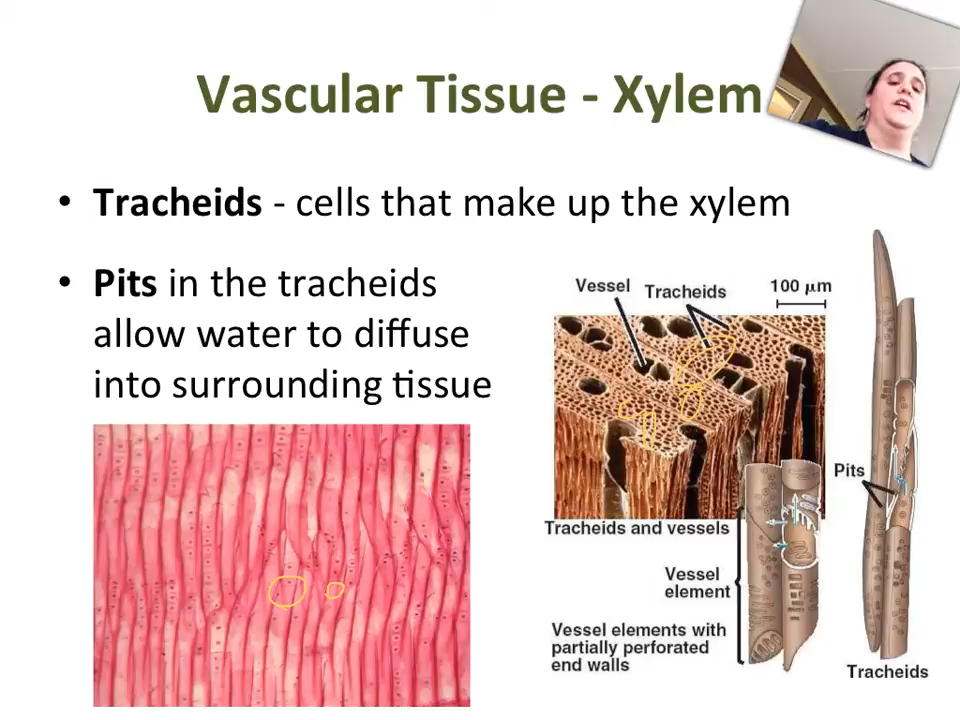 Vascular Tissue - Xylem
• Tracheids - cells that make up the xylem
• Pits in the tracheids
allow water to diffuse
into surrounding tissue
Vessel
Tracheids
100 μm
Pits
Tracheids and vessels
Vessel
element
Vessel elements with
partially perforated
end walls
Tracheids